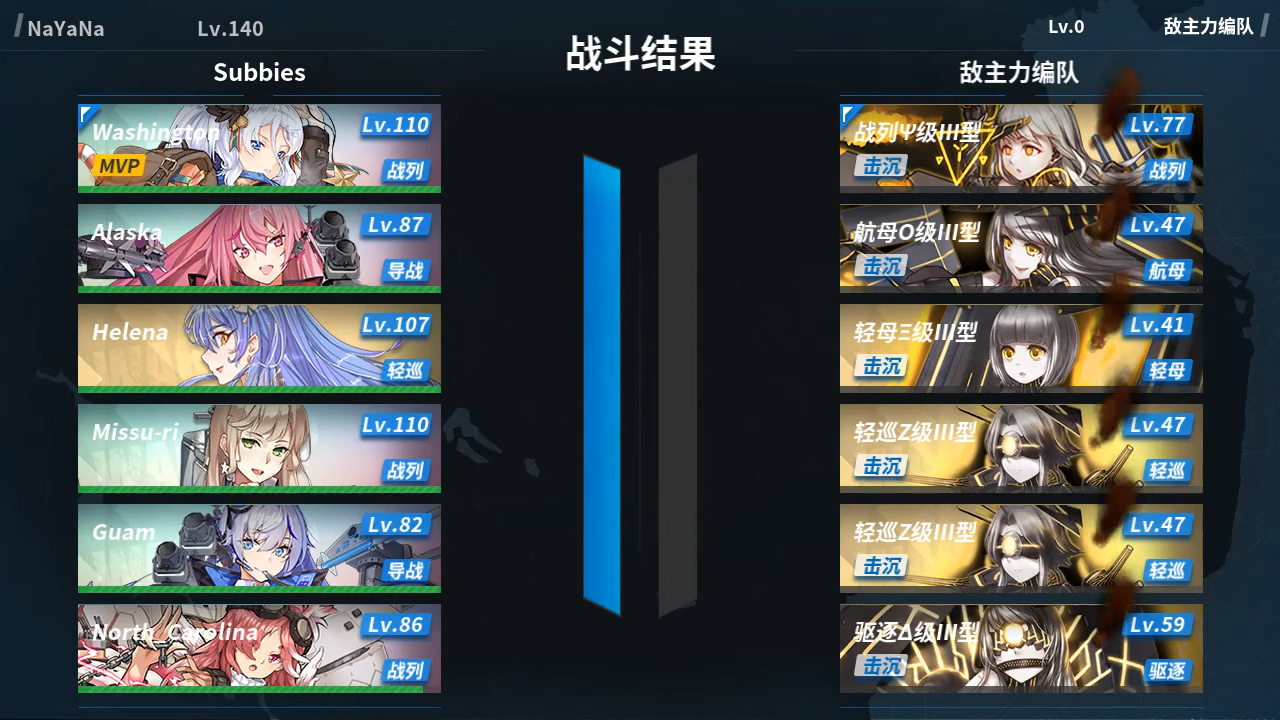 NaYaNa Lv.140
战斗结果
Lv.0 敌主力编队
Subbies
敌主力编队
Washington Lv.110
MVP 战列
Alaska Lv.87
导战
Helena Lv.107
轻巡
Missu-ri Lv.110
战列
Guam Lv.82
导战
North Carolina Lv.86
战列
战列Ψ级III型 Lv.77
击沉 战列
航母O级III型 Lv.47
击沉 航母
轻母Ξ级III型 Lv.41
击沉 轻母
轻巡Z级III型 Lv.47
击沉 轻巡
轻巡Z级III型 Lv.47
击沉 轻巡
驱逐Δ级III型 Lv.59
击沉 驱逐